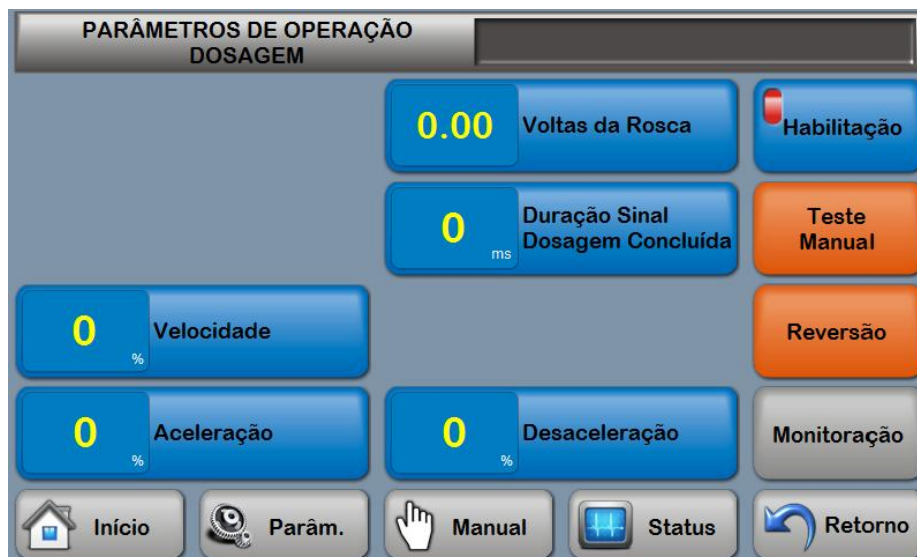 PARÂMETROS DE OPERAÇÃO
DOSAGEM
0.00 Voltas da Rosca
Habilitação
0 ms Duração Sinal
Dosagem Concluída
Teste
Manual
0 % Velocidade
Reversão
0 % Aceleração
0 % Desaceleração
Monitoração
Início
Parâm.
Manual
Status
Retorno